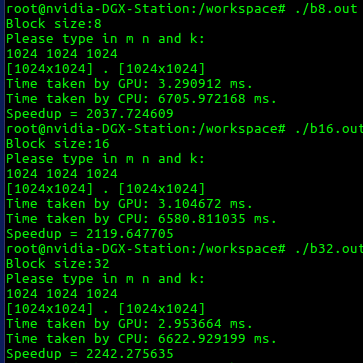 root@nvidia-DGX-Station:/workspace# ./b8.out
Block size:8
Please type in m n and k:
1024 1024 1024
[1024x1024] . [1024x1024]
Time taken by GPU: 3.290912 ms.
Time taken by CPU: 6705.972168 ms.
Speedup = 2037.724609
root@nvidia-DGX-Station:/workspace# ./b16.out
Block size:16
Please type in m n and k:
1024 1024 1024
[1024x1024] . [1024x1024]
Time taken by GPU: 3.104672 ms.
Time taken by CPU: 6580.811035 ms.
Speedup = 2119.647705
root@nvidia-DGX-Station:/workspace# ./b32.out
Block size:32
Please type in m n and k:
1024 1024 1024
[1024x1024] . [1024x1024]
Time taken by GPU: 2.953664 ms.
Time taken by CPU: 6622.929199 ms.
Speedup = 2242.275635